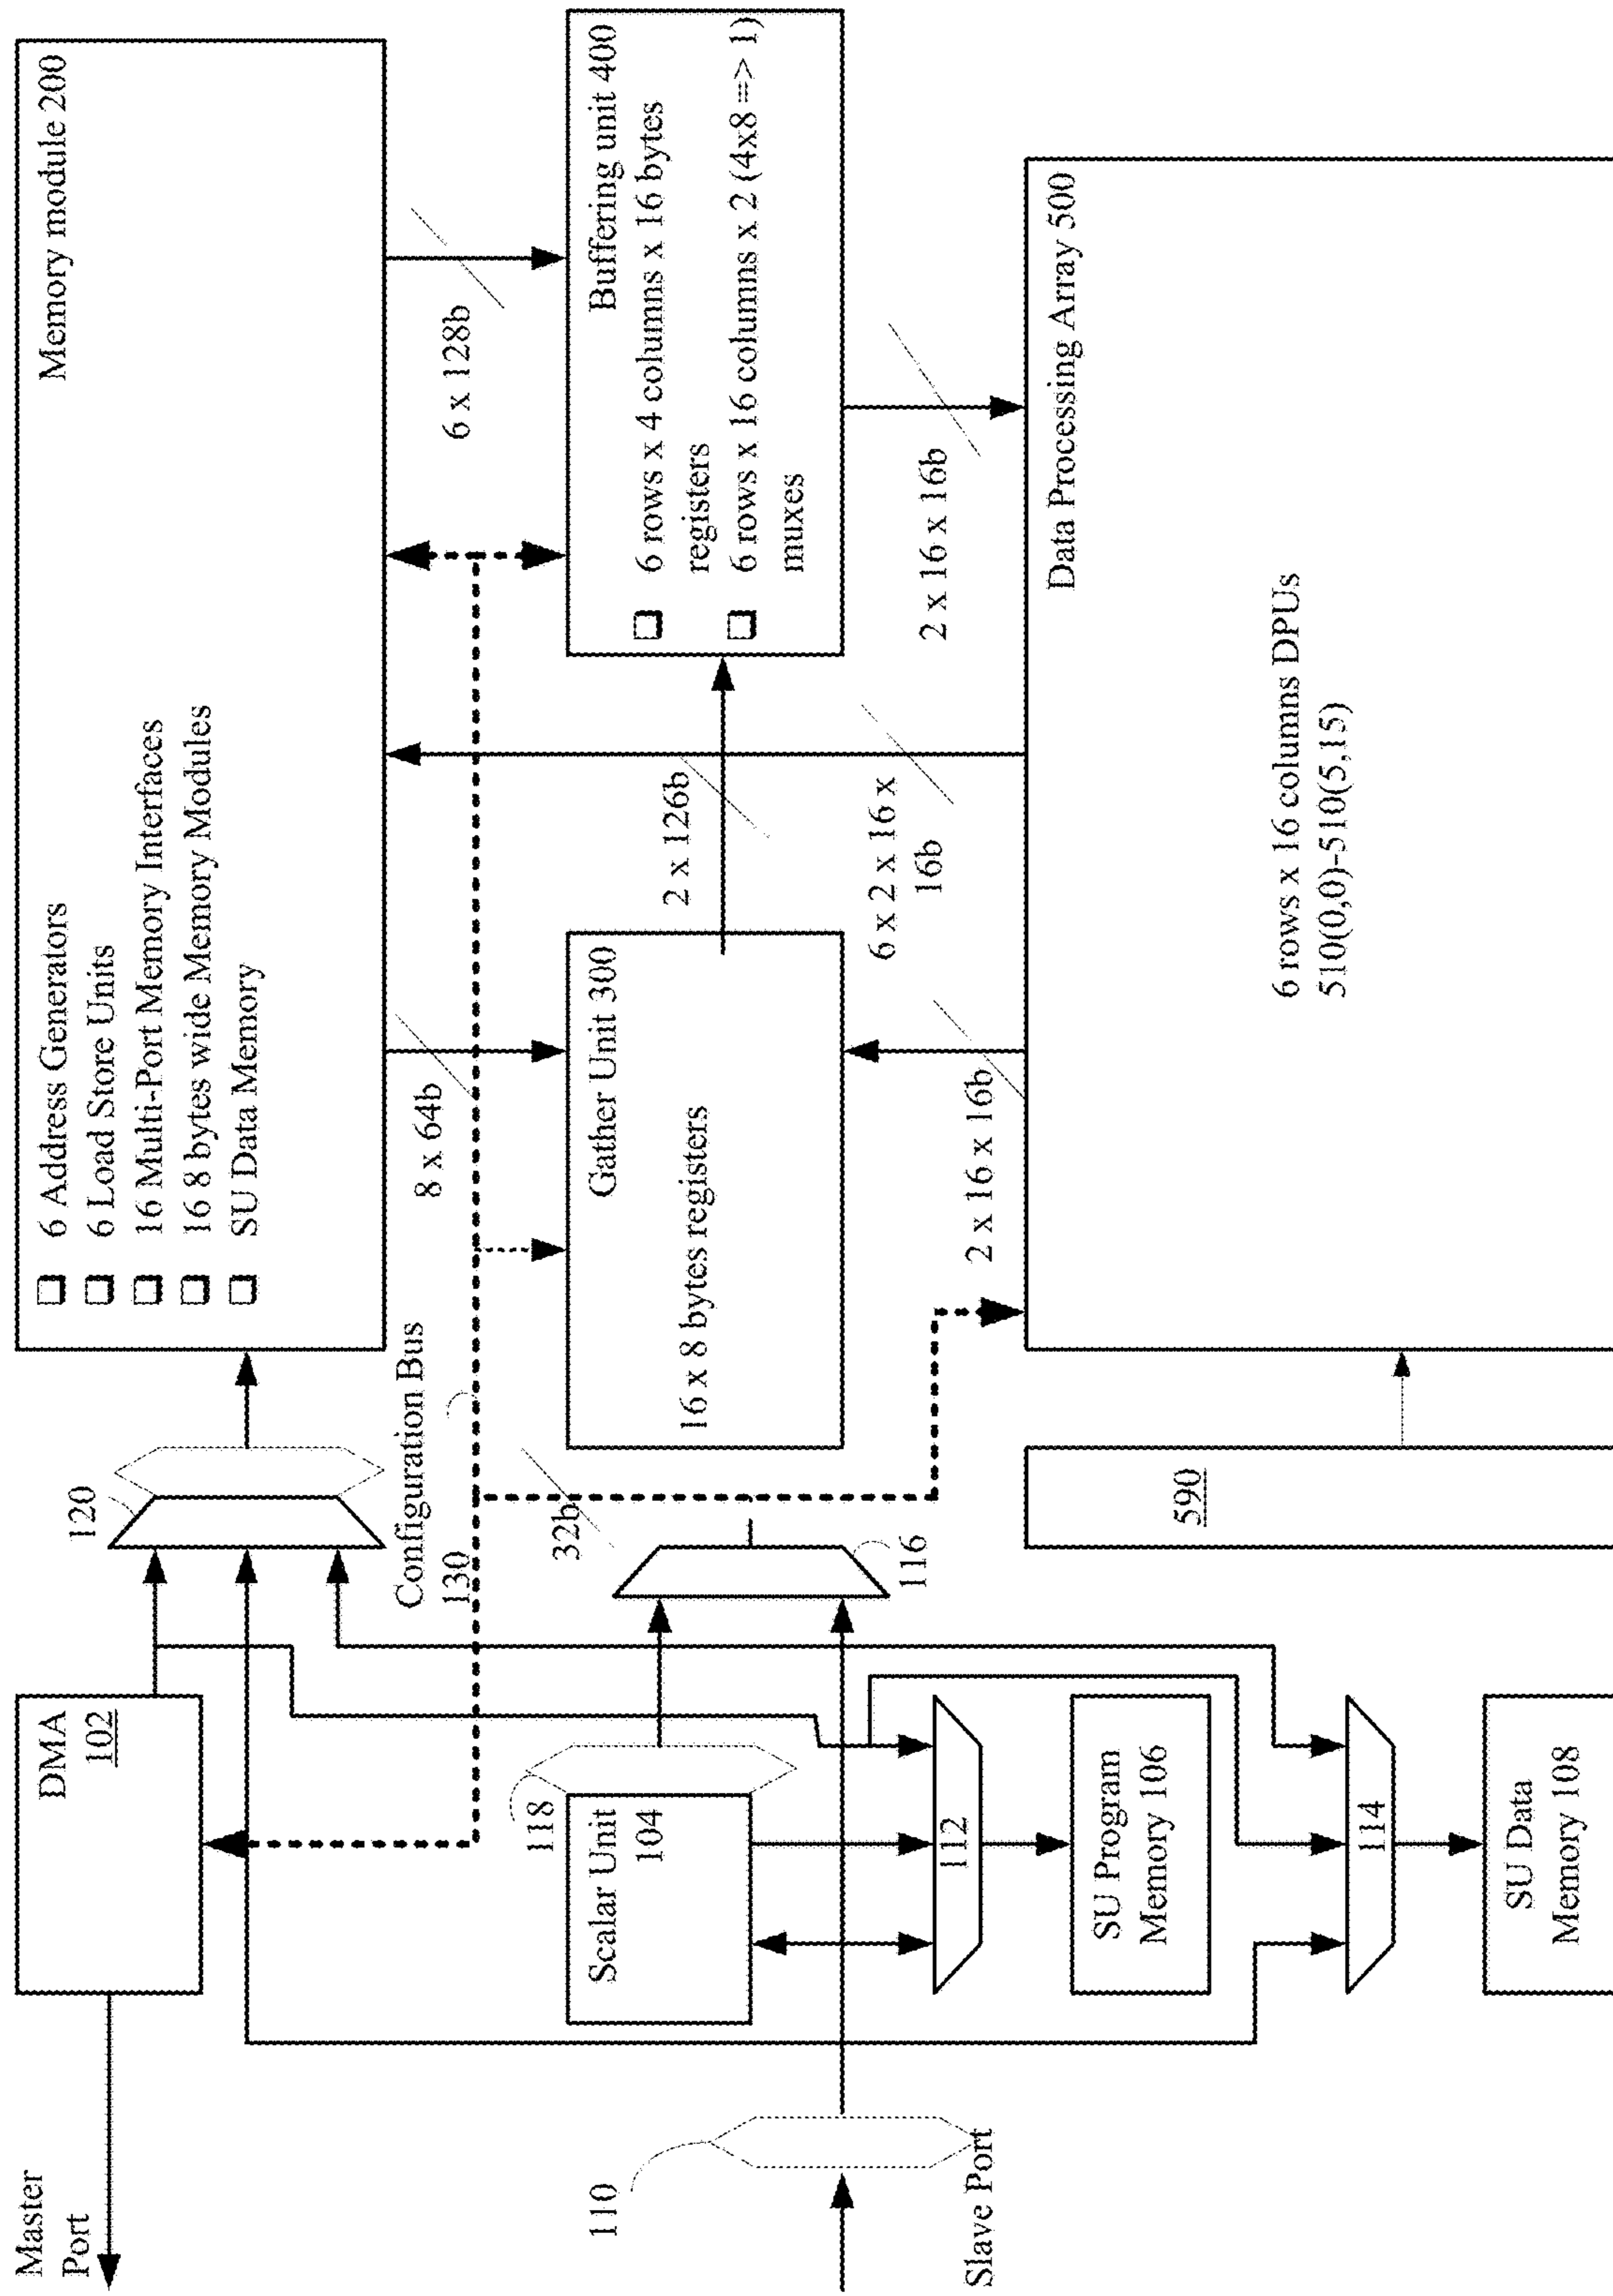 Master
Port
DMA
102
120
Memory module 200
❑ 6 Address Generators
❑ 6 Load Store Units
❑ 16 Multi-Port Memory Interfaces
❑ 16 8 bytes wide Memory Modules
❑ SU Data Memory
Configuration Bus
130
8 x 64b
6 x 128b
32b
110
Slave Port
118
Scalar Unit
104
116
Gather Unit 300
16 x 8 bytes registers
2 x 126b
Buffering unit 400
❑ 6 rows x 4 columns x 16 bytes
registers
❑ 6 rows x 16 columns x 2 (4x8 => 1)
muxes
6 x 2 x 16 x
16b
2 x 16 x 16b
2 x 16 x 16b
112
SU Program
Memory 106
114
SU Data
Memory 108
590
Data Processing Array 500
6 rows x 16 columns DPUs
510(0,0)-510(5,15)